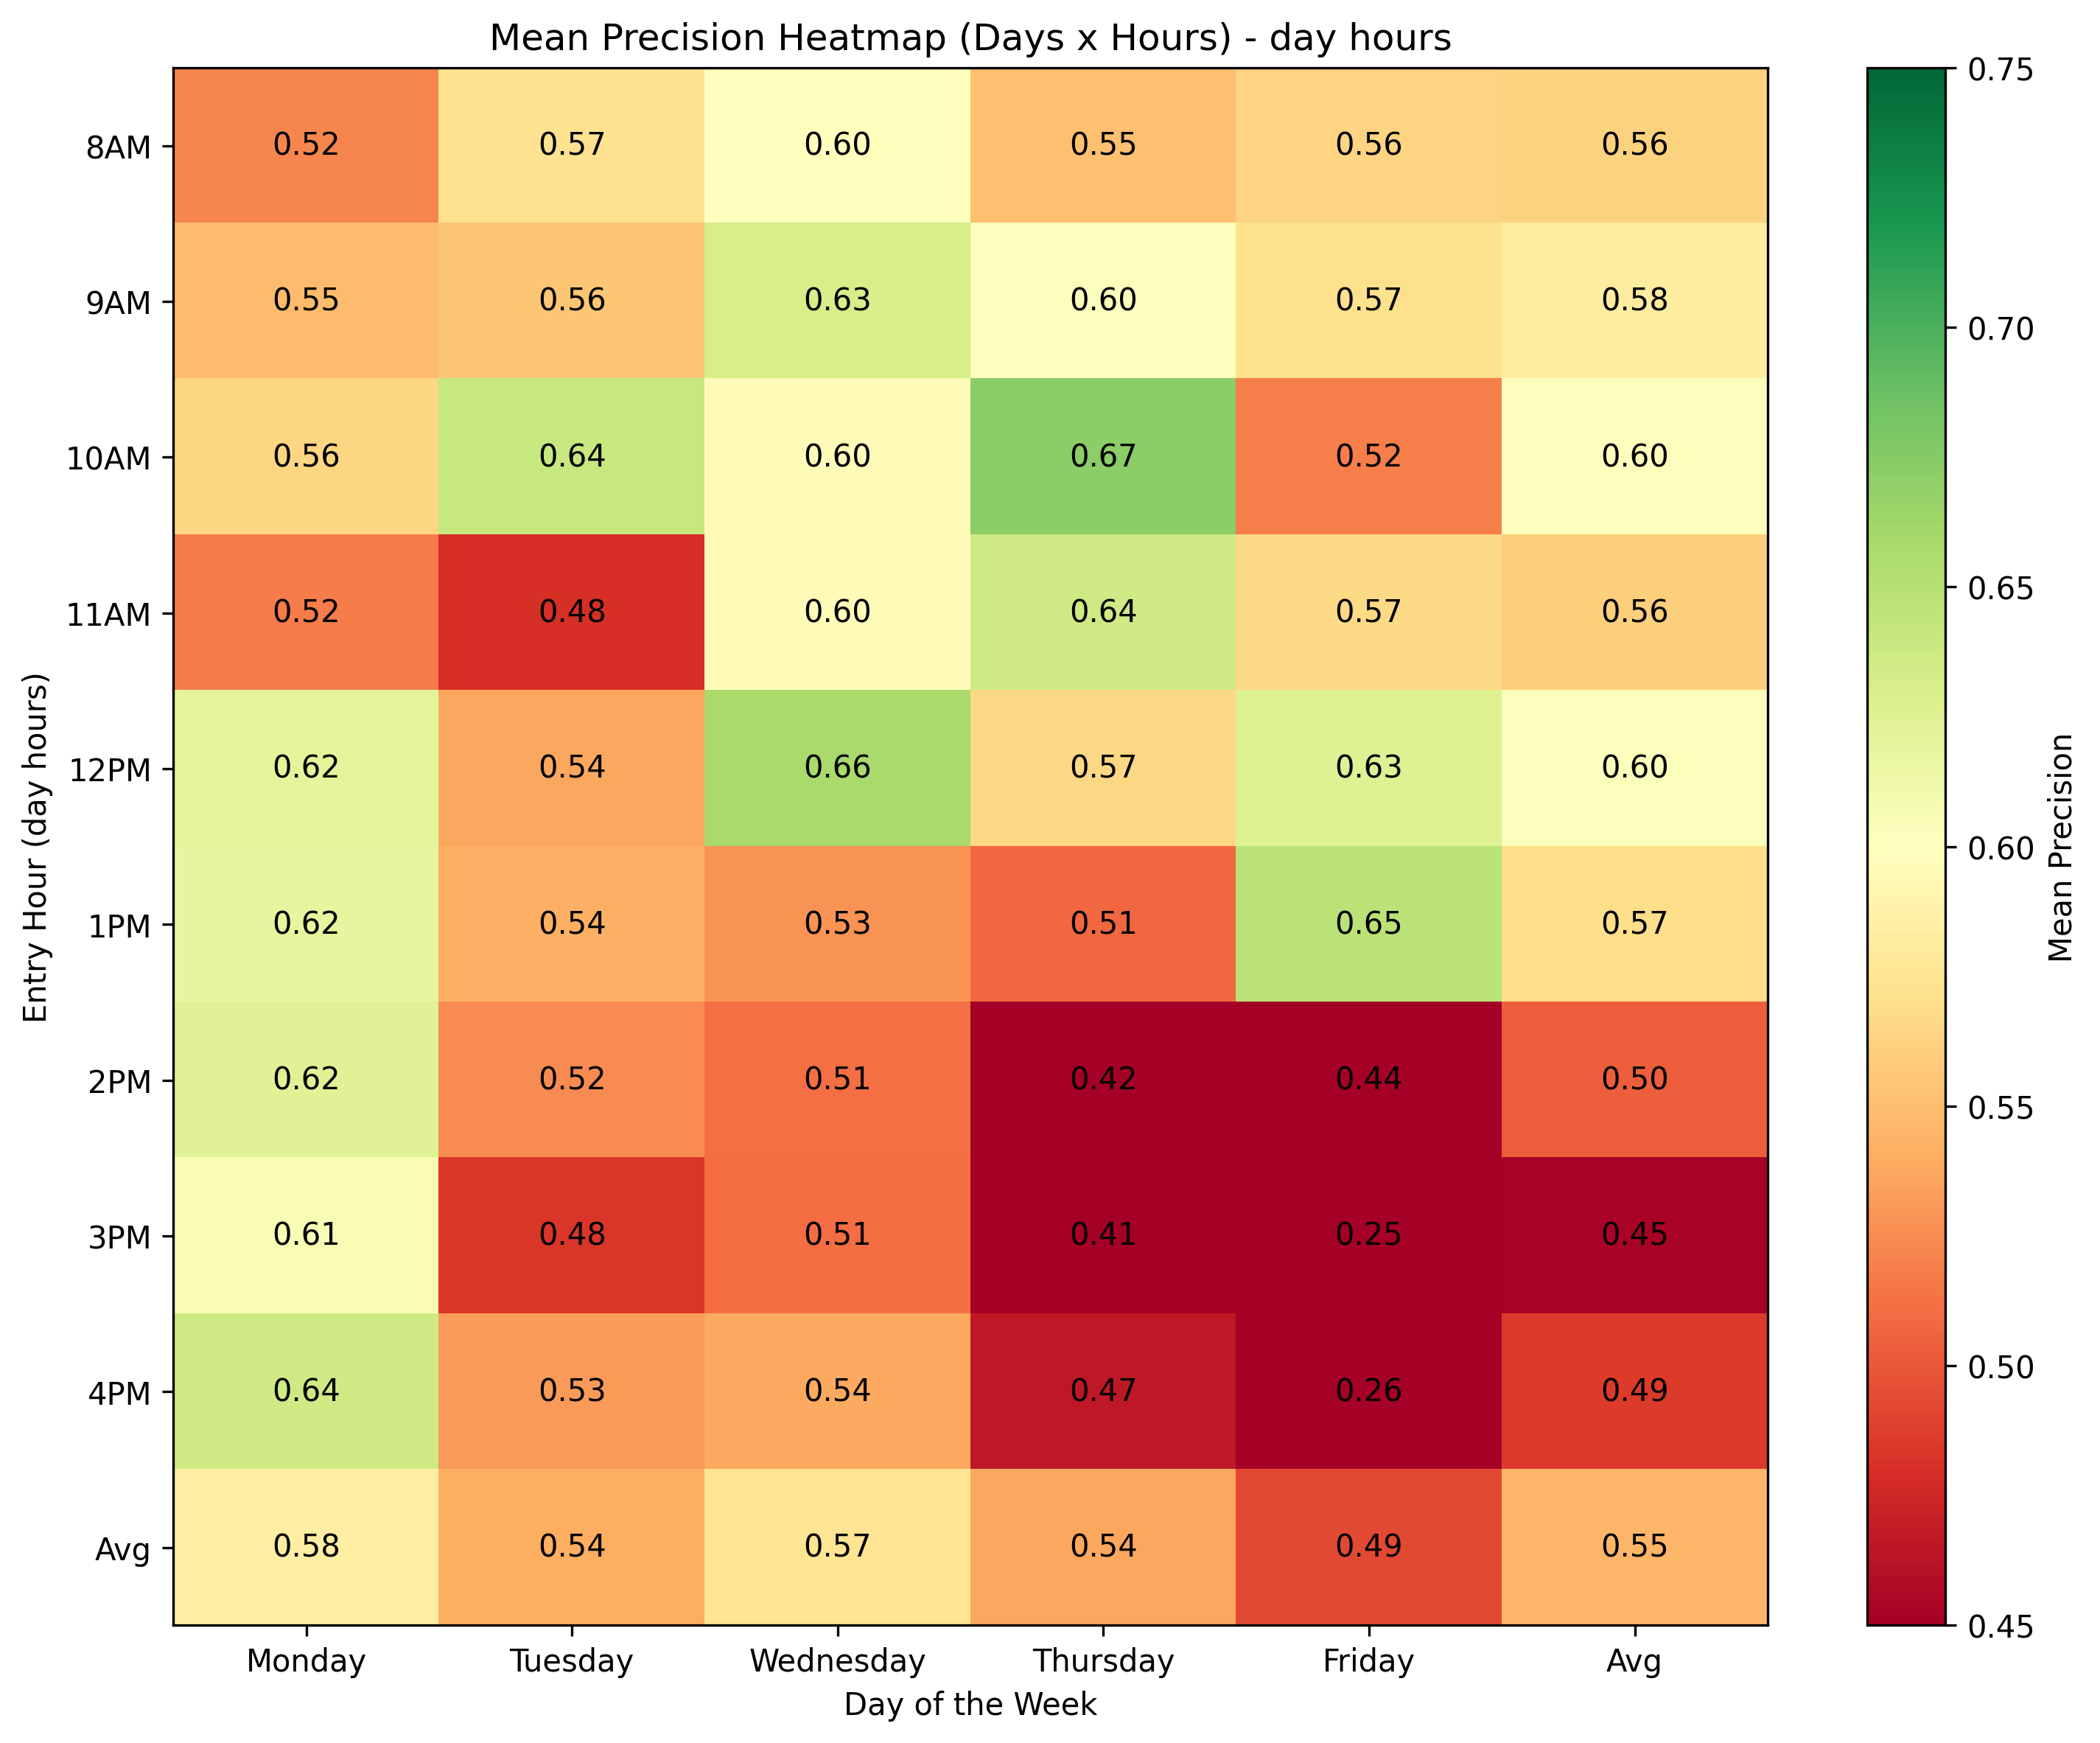 Mean Precision Heatmap (Days x Hours) - day hours
8AM 0.52 0.57 0.60 0.55 0.56 0.56
9AM 0.55 0.56 0.63 0.60 0.57 0.58
10AM 0.56 0.64 0.60 0.67 0.52 0.60
11AM 0.52 0.48 0.60 0.64 0.57 0.56
12PM 0.62 0.54 0.66 0.57 0.63 0.60
1PM 0.62 0.54 0.53 0.51 0.65 0.57
2PM 0.62 0.52 0.51 0.42 0.44 0.50
3PM 0.61 0.48 0.51 0.41 0.25 0.45
4PM 0.64 0.53 0.54 0.47 0.26 0.49
Avg 0.58 0.54 0.57 0.54 0.49 0.55
Monday Tuesday Wednesday Thursday Friday Avg
Day of the Week
Entry Hour (day hours)
0.75
0.70
0.65
0.60
0.55
0.50
0.45
Mean Precision